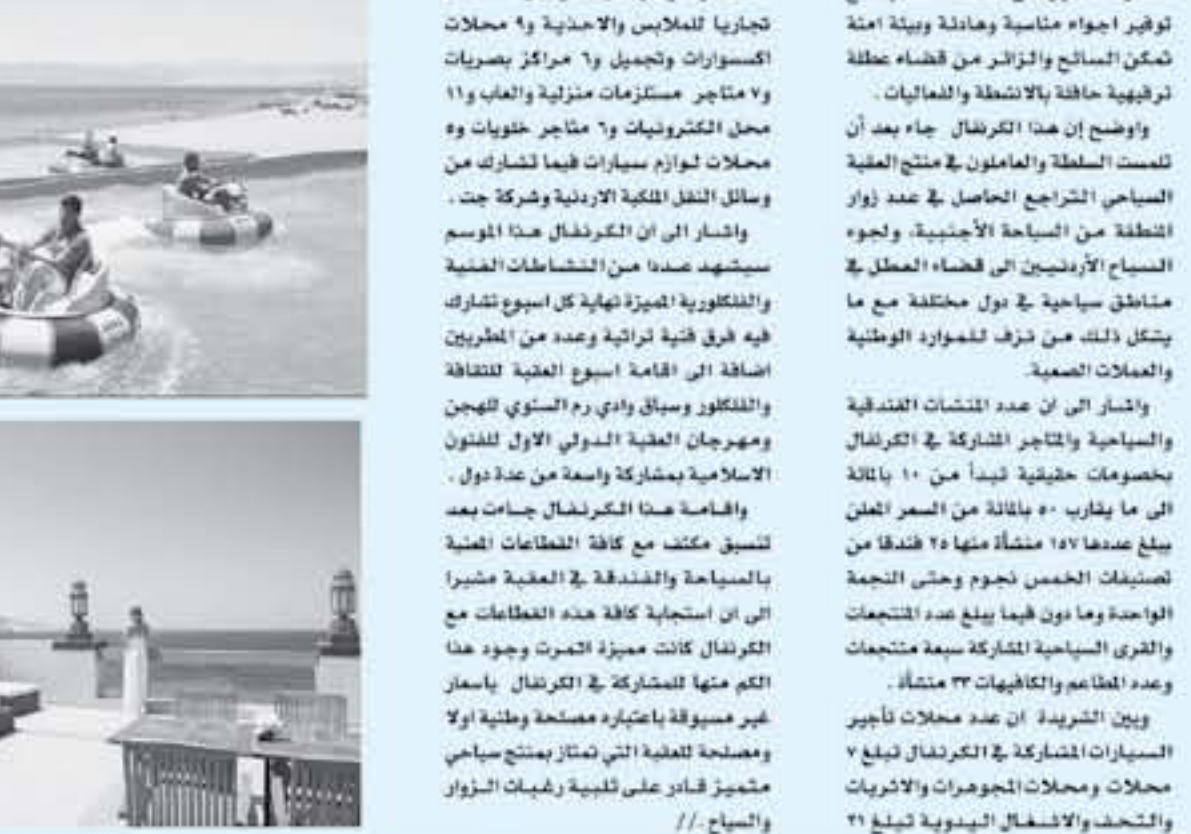 توفير اجواء مناسبة وهادئة وبيئة امنة
تمكن السائح والزائر من قضاء عطلة
ترفيهية حافلة بالانشطة والفعاليات .
واوضح إن هذا الكرنفال جاء بعد أن
تلمست السلطة والعاملون في منتج العقبة
السياحي التراجع الحاصل في عدد زوار
المنطقة من السياحة الأجنبية، ولجوء
السياح الأردنيين الى قضاء العطل في
مناطق سياحية في دول مختلفة مع ما
يشكل ذلك من نزف للموارد الوطنية
والعملات الصعبة.
واشار الى ان عدد المنشآت الفندقية
والسياحية والمتاجر المشاركة في الكرنفال
بخصومات حقيقية تبدأ من ١٠ بالمائة
الى ما يقارب ٥٠ بالمائة من السعر المعلن
يبلغ عددها ١٥٧ منشأة منها ٢٥ فندقا من
تصنيفات الخمس نجوم وحتى النجمة
الواحدة وما دون فيما يبلغ عدد المنتجعات
والقرى السياحية المشاركة سبعة منتجعات
وعدد المطاعم والكافيهات ٣٣ منشأة .
وبين الشريدة ان عدد محلات تأجير
السيارات المشاركة في الكرنفال تبلغ ٧
محلات ومحلات المجوهرات والاثريات
والتحف والاشغال اليدوية تبلغ ٢١
تجاريا للملابس والاحذية و٩ محلات
اكسسوارات وتجميل و٦ مراكز بصريات
و٧ متاجر مستلزمات منزلية والعاب و١١
محل الكترونيات و٦ متاجر خلويات و٥
محلات لوازم سيارات فيما تشارك من
وسائل النقل الملكية الاردنية وشركة جت .
واشار الى ان الكرنفال هذا الموسم
سيشهد عددا من النشاطات الفنية
والفلكلورية المميزة نهاية كل اسبوع تشارك
فيه فرق فنية تراثية وعدد من المطربين
اضافة الى اقامة اسبوع العقبة للثقافة
والفلكلور وسباق وادي رم السنوي للهجن
ومهرجان العقبة الدولي الاول للفنون
الاسلامية بمشاركة واسعة من عدة دول .
واقامة هذا الكرنفال جاءت بعد
تنسيق مكثف مع كافة القطاعات المعنية
بالسياحة والفندقة في العقبة مشيرا
الى ان استجابة كافة هذه القطاعات مع
الكرنفال كانت مميزة اثمرت وجود هذا
الكم منها للمشاركة في الكرنفال باسعار
غير مسبوقة باعتباره مصلحة وطنية اولا
ومصلحة للعقبة التي تمتاز بمنتج سياحي
متميز قادر على تلبية رغبات الزوار
والسياح .//